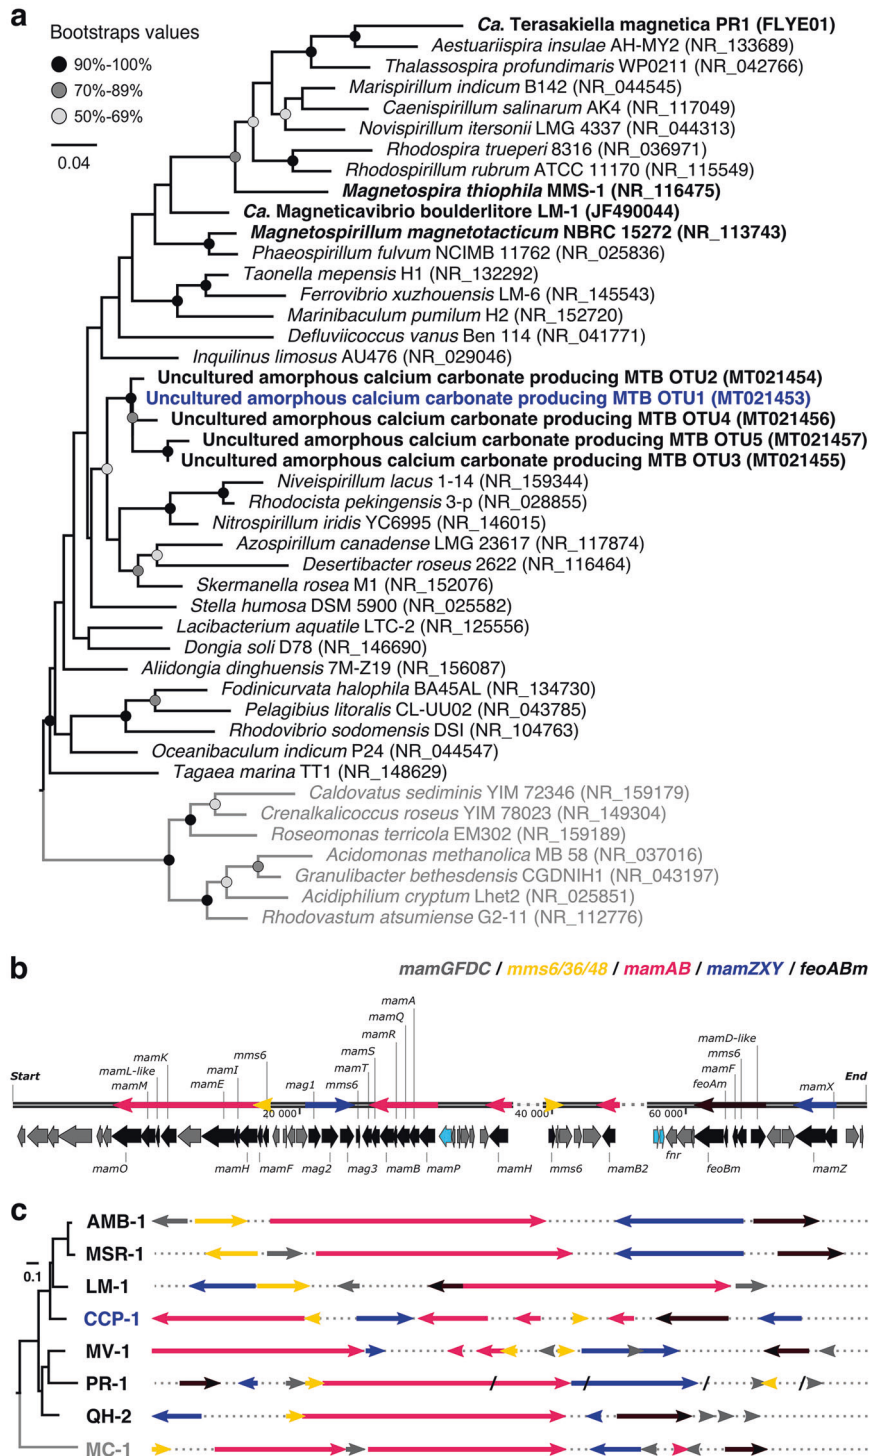 a
Bootstraps values
90%-100%
70%-89%
50%-69%
0.04
Ca. Terasakiella magnetica PR1 (FLYE01)
Aestuariispira insulae AH-MY2 (NR_133689)
Thalassospira profundimaris WP0211 (NR_042766)
Marispirillum indicum B142 (NR_044545)
Caenispirillum salinarum AK4 (NR_117049)
Novispirillum itersonii LMG 4337 (NR_044313)
Rhodospira trueperi 8316 (NR_036971)
Rhodospirillum rubrum ATCC 11170 (NR_115549)
Magnetospira thiophila MMS-1 (NR_116475)
Ca. Magneticavibrio boulderlitore LM-1 (JF490044)
Magnetospirillum magnetotacticum NBRC 15272 (NR_113743)
Phaeospirillum fulvum NCIMB 11762 (NR_025836)
Taonella mepensis H1 (NR_132292)
Ferrovibrio xuzhouensis LM-6 (NR_145543)
Marinibaculum pumilum H2 (NR_152720)
Defluviicoccus vanus Ben 114 (NR_041771)
Inquilinus limosus AU476 (NR_029046)
Uncultured amorphous calcium carbonate producing MTB OTU2 (MT021454)
Uncultured amorphous calcium carbonate producing MTB OTU1 (MT021453)
Uncultured amorphous calcium carbonate producing MTB OTU4 (MT021456)
Uncultured amorphous calcium carbonate producing MTB OTU5 (MT021457)
Uncultured amorphous calcium carbonate producing MTB OTU3 (MT021455)
Niveispirillum lacus 1-14 (NR_159344)
Rhodocista pekingensis 3-p (NR_028855)
Nitrospirillum iridis YC6995 (NR_146015)
Azospirillum canadense LMG 23617 (NR_117874)
Desertibacter roseus 2622 (NR_116464)
Skermanella rosea M1 (NR_152076)
Stella humosa DSM 5900 (NR_025582)
Lacibacterium aquatile LTC-2 (NR_125556)
Dongia soli D78 (NR_146690)
Aliidongia dinghuensis 7M-Z19 (NR_156087)
Fodinicurvata halophila BA45AL (NR_134730)
Pelagibius litoralis CL-UU02 (NR_043785)
Rhodovibrio sodomensis DSI (NR_104763)
Oceanibaculum indicum P24 (NR_044547)
Tagaea marina TT1 (NR_148629)
Caldovatus sediminis YIM 72346 (NR_159179)
Crenalkalicoccus roseus YIM 78023 (NR_149304)
Roseomonas terricola EM302 (NR_159189)
Acidomonas methanolica MB 58 (NR_037016)
Granulibacter bethesdensis CGDNIH1 (NR_043197)
Acidiphilium cryptum Lhet2 (NR_025851)
Rhodovastum atsumiense G2-11 (NR_112776)
b
mamGFDC / mms6/36/48 / mamAB / mamZXY / feoABm
mamA
mamQ
mamR mamD-like
mamK mms6 mamS mms6
Start mamL-like mamI mamT mamF End
mamM mamE mag1 mms6 feoAm mamX
20 000 40 000 60 000
mamO mamH mamF mag2 mag3 mamB mamP mamH mms6 mamB2 fnr feoBm mamZ
c
0.1
AMB-1
MSR-1
LM-1
CCP-1
MV-1
PR-1
QH-2
MC-1